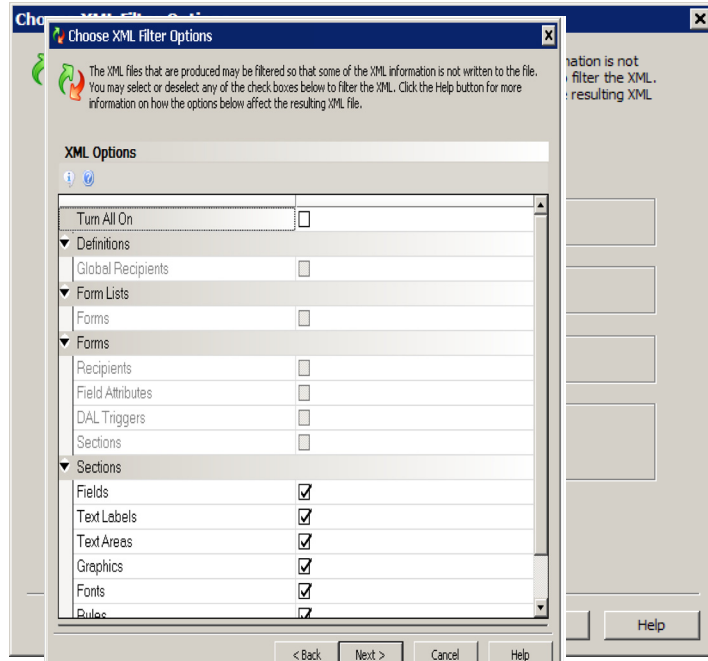 Cho
Choose XML Filter Options
The XML files that are produced may be filtered so that some of the XML information is not written to the file.
You may select or deselect any of the check boxes below to filter the XML. Click the Help button for more
information on how the options below affect the resulting XML file.
mation is not
filter the XML.
resulting XML
XML Options
Turn All On
Definitions
Global Recipients
Form Lists
Forms
Forms
Recipients
Field Attributes
DAL Triggers
Sections
Sections
Fields
Text Labels
Text Areas
Graphics
Fonts
Rules
< Back Next > Cancel Help
Help